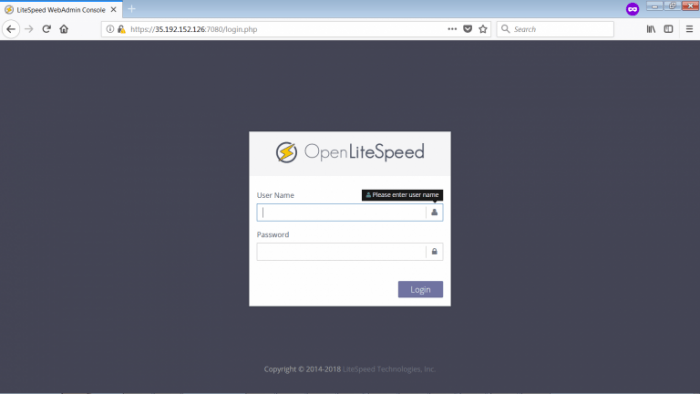 LiteSpeed WebAdmin Console
https://35.192.152.126:7080/login.php
Search
OpenLiteSpeed
User Name
Please enter user name
Password
Login
Copyright © 2014-2018 LiteSpeed Technologies, Inc.